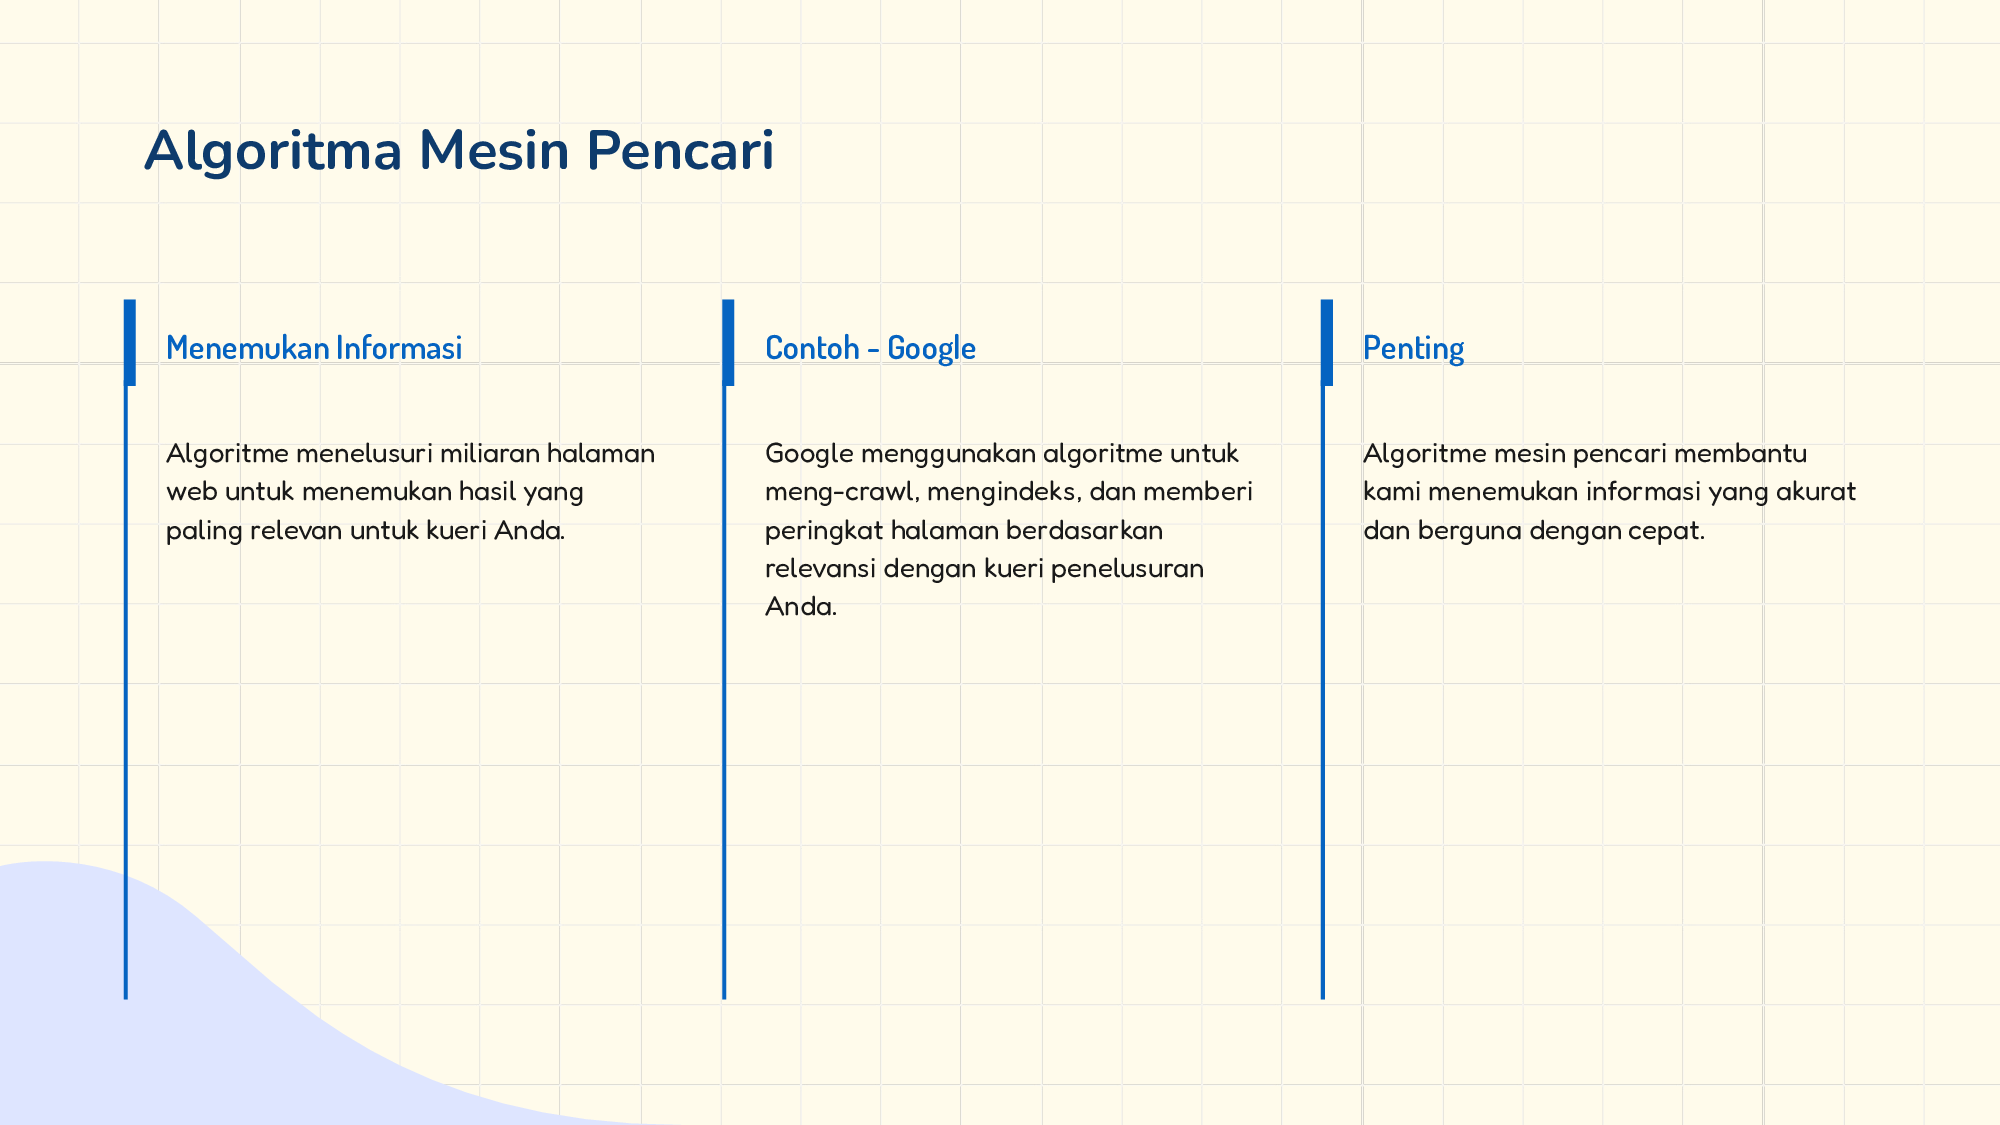 Algoritma Mesin Pencari
Menemukan Informasi
Algoritme menelusuri miliaran halaman
web untuk menemukan hasil yang
paling relevan untuk kueri Anda.
Contoh - Google
Google menggunakan algoritme untuk
meng-crawl, mengindeks, dan memberi
peringkat halaman berdasarkan
relevansi dengan kueri penelusuran
Anda.
Penting
Algoritme mesin pencari membantu
kami menemukan informasi yang akurat
dan berguna dengan cepat.